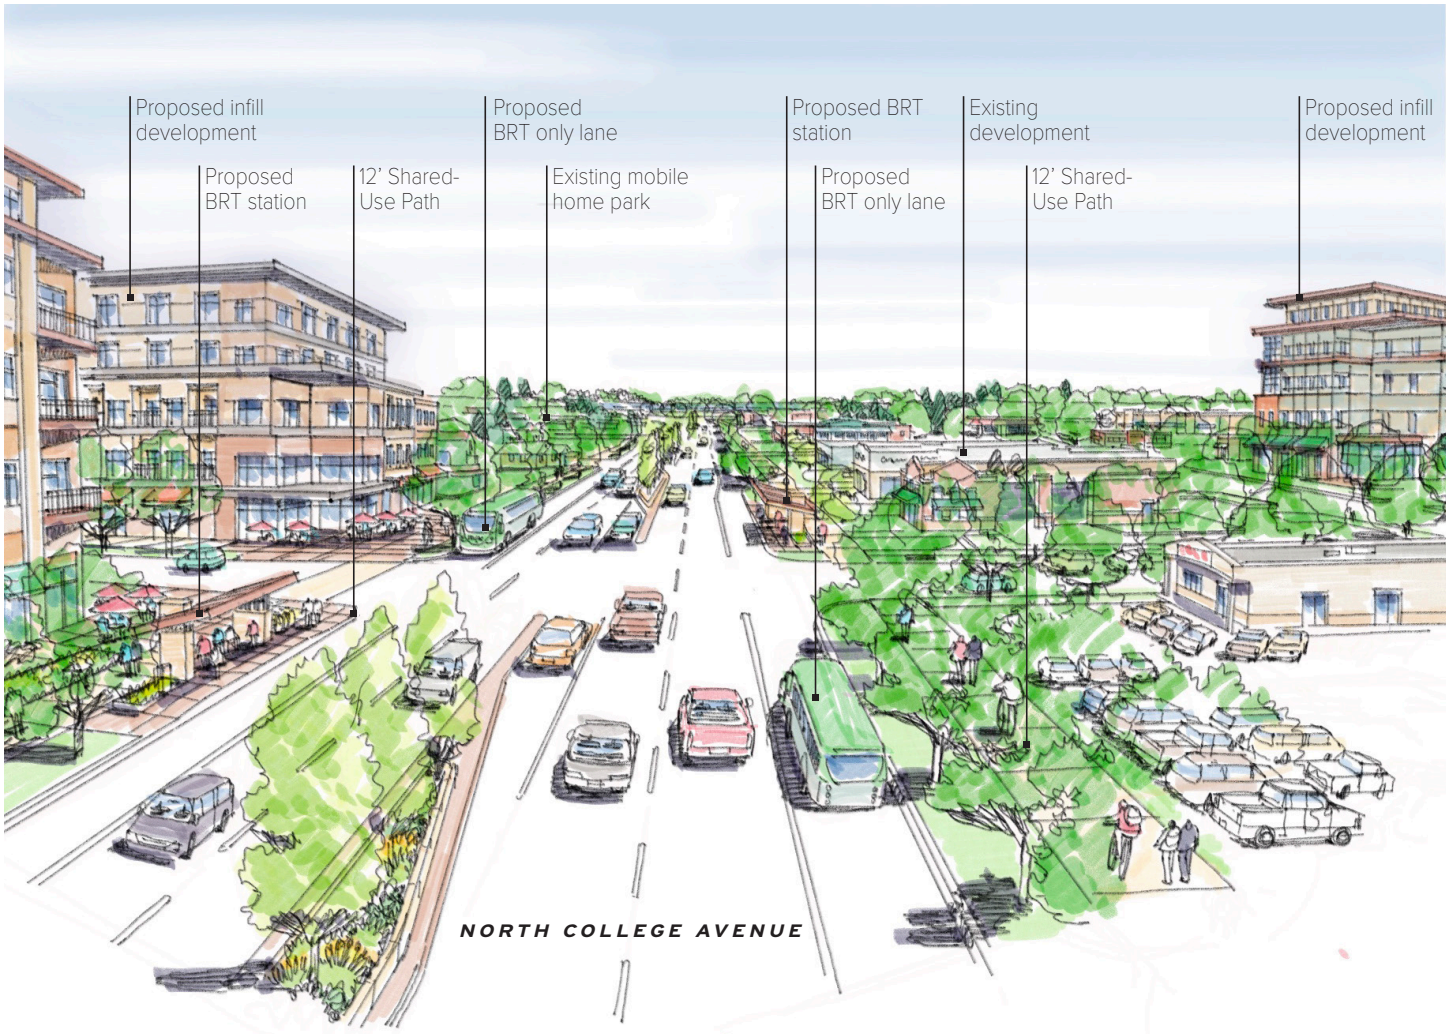 Proposed infill
development
Proposed
BRT only lane
Proposed BRT
station
Existing
development
Proposed infill
development
Proposed
BRT station
12’ Shared-
Use Path
Existing mobile
home park
Proposed
BRT only lane
12’ Shared-
Use Path
NORTH COLLEGE AVENUE